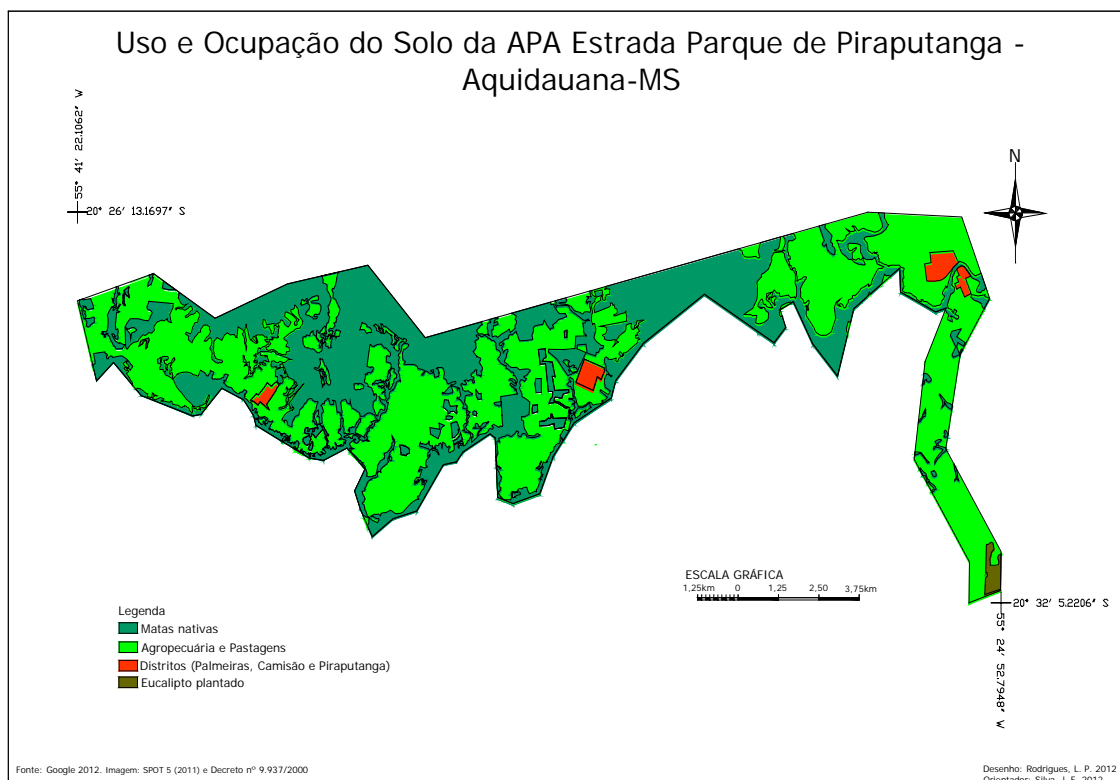 Uso e Ocupação do Solo da APA Estrada Parque de Piraputanga -
Aquidauana-MS
55° 41' 22.1062" W
20° 26' 13.1697" S
N
ESCALA GRÁFICA
1,25km 0 1,25 2,50 3,75km
20° 32' 5.2206" S
55° 24' 52.7948" W
Legenda
Matas nativas
Agropecuária e Pastagens
Distritos (Palmeiras, Camisão e Piraputanga)
Eucalipto plantado
Fonte: Google 2012. Imagem: SPOT 5 (2011) e Decreto nº 9.937/2000
Desenho: Rodrigues, L. P. 2012
Orientador: Silva, J. F. 2012